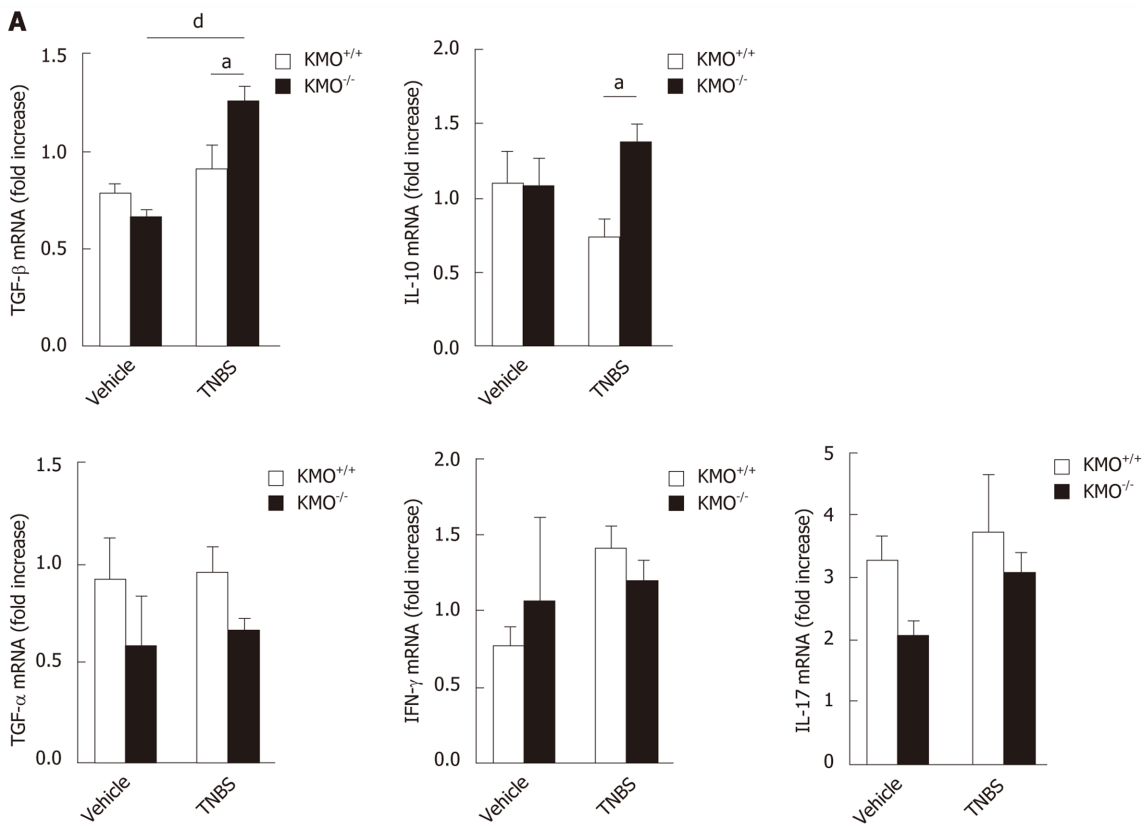 A
d
a
KMO+/+
KMO-/-
TGF-β mRNA (fold increase)
1.5
1.0
0.5
0.0
Vehicle
TNBS
a
KMO+/+
KMO-/-
IL-10 mRNA (fold increase)
2.0
1.5
1.0
0.5
0.0
Vehicle
TNBS
KMO+/+
KMO-/-
TGF-α mRNA (fold increase)
1.5
1.0
0.5
0.0
Vehicle
TNBS
KMO+/+
KMO-/-
IFN-γ mRNA (fold increase)
2.0
1.5
1.0
0.5
0.0
Vehicle
TNBS
KMO+/+
KMO-/-
IL-17 mRNA (fold increase)
5
4
3
2
1
0
Vehicle
TNBS